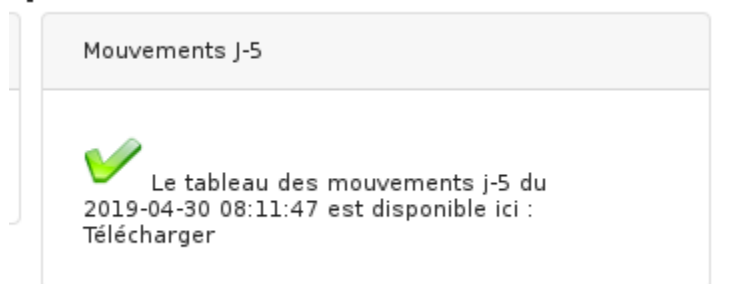 Mouvements J-5
Le tableau des mouvements j-5 du
2019-04-30 08:11:47 est disponible ici :
Télécharger